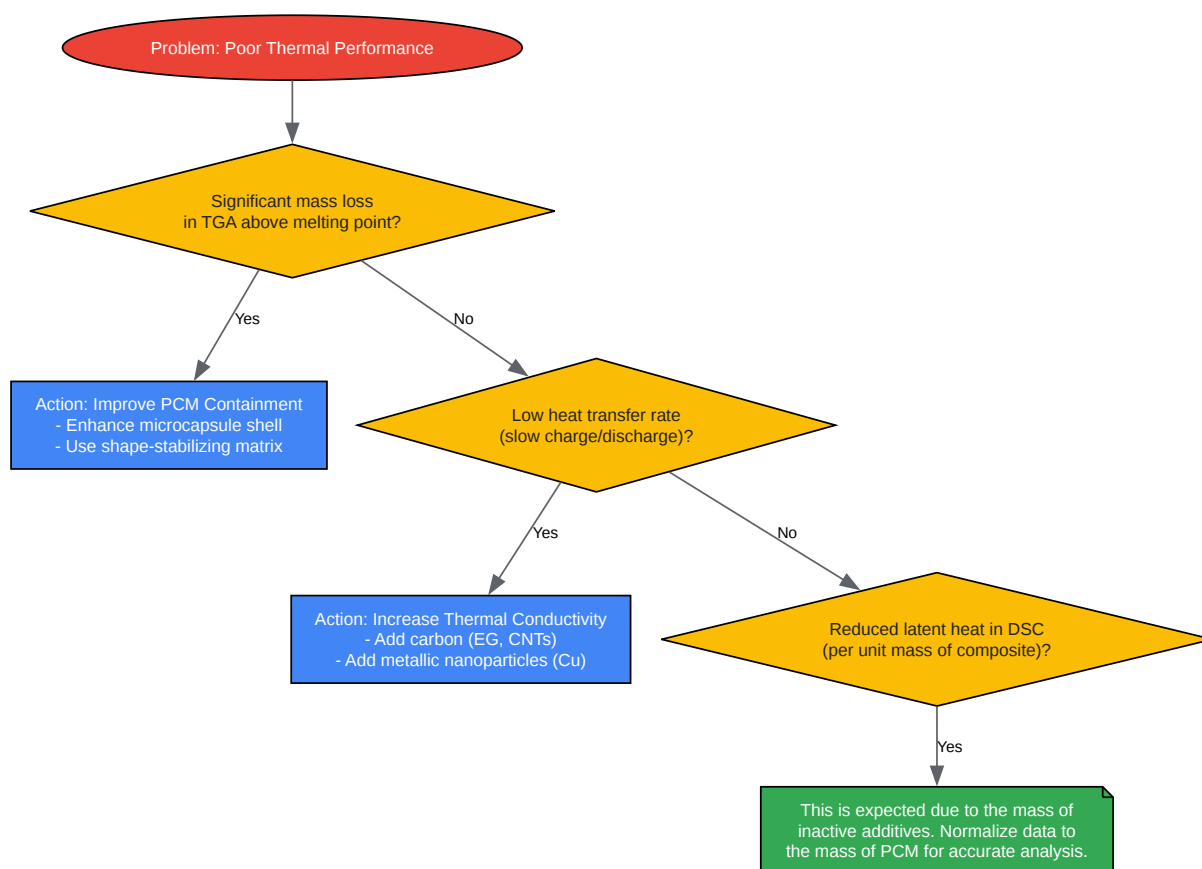 Problem: Poor Thermal Performance
Significant mass loss
in TGA above melting point?
Yes
No
Action: Improve PCM Containment
- Enhance microcapsule shell
- Use shape-stabilizing matrix
Low heat transfer rate
(slow charge/discharge)?
Yes
No
Action: Increase Thermal Conductivity
- Add carbon (EG, CNTs)
- Add metallic nanoparticles (Cu)
Reduced latent heat in DSC
(per unit mass of composite)?
Yes
This is expected due to the mass of
inactive additives. Normalize data to
the mass of PCM for accurate analysis.